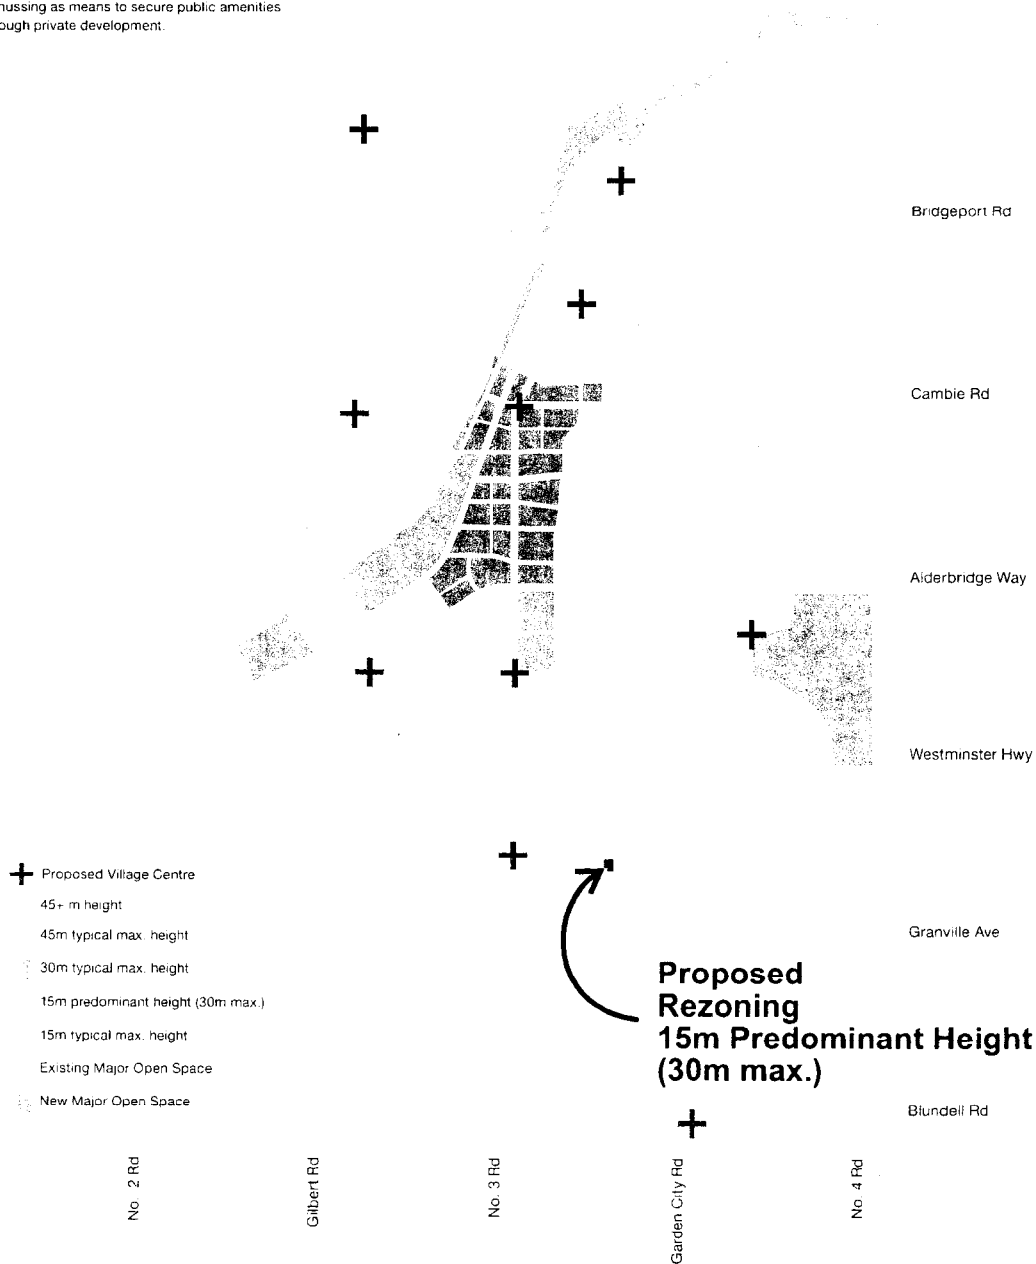 nussing as means to secure public amenities
ough private development.
Bridgeport Rd
Cambie Rd
Alderbridge Way
Westminster Hwy
Proposed Village Centre
45+ m height
45m typical max. height
30m typical max. height
15m predominant height (30m max.)
15m typical max. height
Existing Major Open Space
New Major Open Space
Granville Ave
Proposed
Rezoning
15m Predominant Height
(30m max.)
Blundell Rd
No. 2 Rd
Gilbert Rd
No. 3 Rd
Garden City Rd
No. 4 Rd